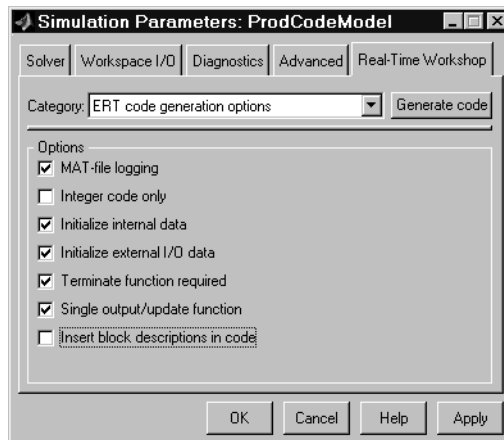 Simulation Parameters: ProdCodeModel
Solver Workspace I/O Diagnostics Advanced Real-Time Workshop
Category: ERT code generation options Generate code
Options
MAT-file logging
Integer code only
Initialize internal data
Initialize external I/O data
Terminate function required
Single output/update function
Insert block descriptions in code
OK Cancel Help Apply